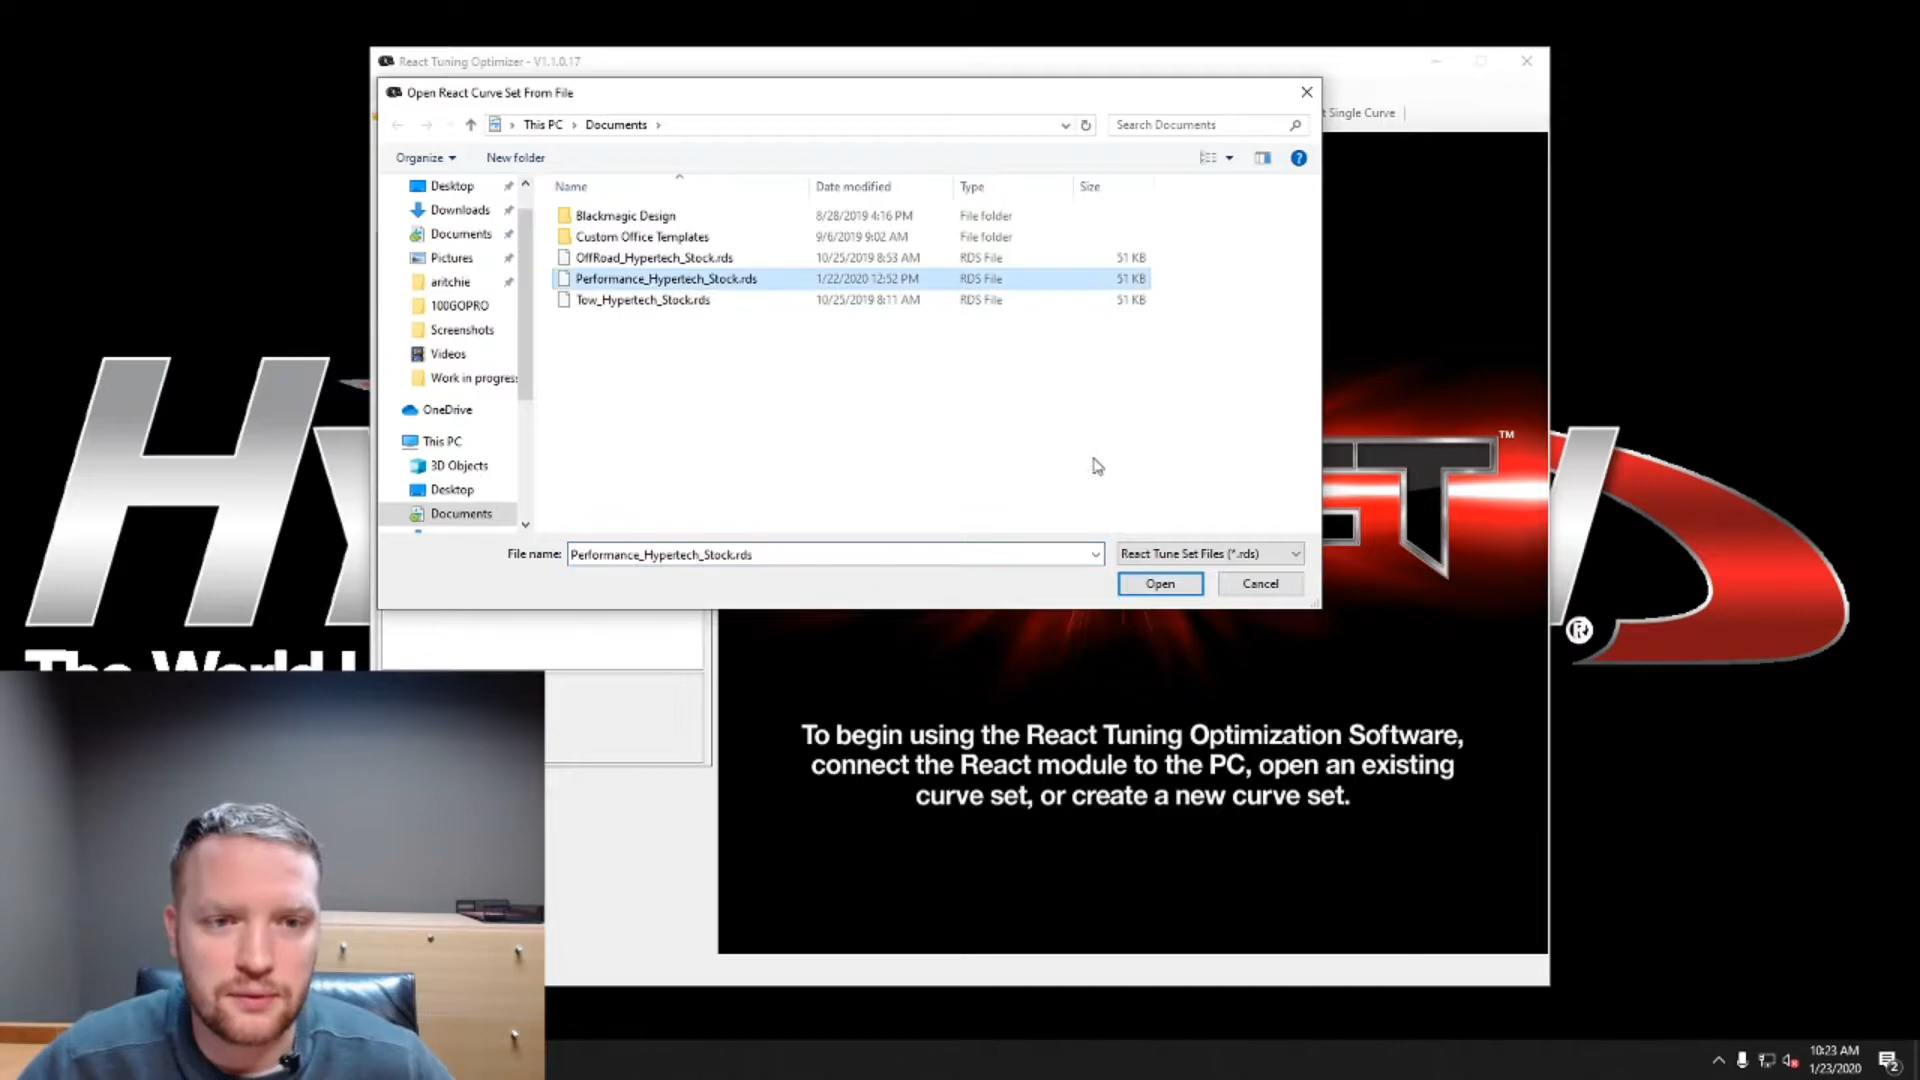 React Tuning Optimizer - V1.1.0.17
Open React Curve Set From File
t Single Curve
This PC > Documents >
Search Documents
Organize
New folder
Desktop
Downloads
Documents
Pictures
aritchie
100GOPRO
Screenshots
Videos
Work in progres
OneDrive
This PC
3D Objects
Desktop
Documents
Name Date modified Type Size
Blackmagic Design 8/28/2019 4:16 PM File folder
Custom Office Templates 9/6/2019 9:02 AM File folder
OffRoad_Hypertech_Stock.rds 10/25/2019 8:53 AM RDS File 51 KB
Performance_Hypertech_Stock.rds 1/22/2020 12:52 PM RDS File 51 KB
Tow_Hypertech_Stock.rds 10/25/2019 8:11 AM RDS File 51 KB
File name: Performance_Hypertech_Stock.rds
React Tune Set Files (*.rds)
Open Cancel
CT™
®
The World
To begin using the React Tuning Optimization Software,
connect the React module to the PC, open an existing
curve set, or create a new curve set.
10:23 AM
1/23/2020
2